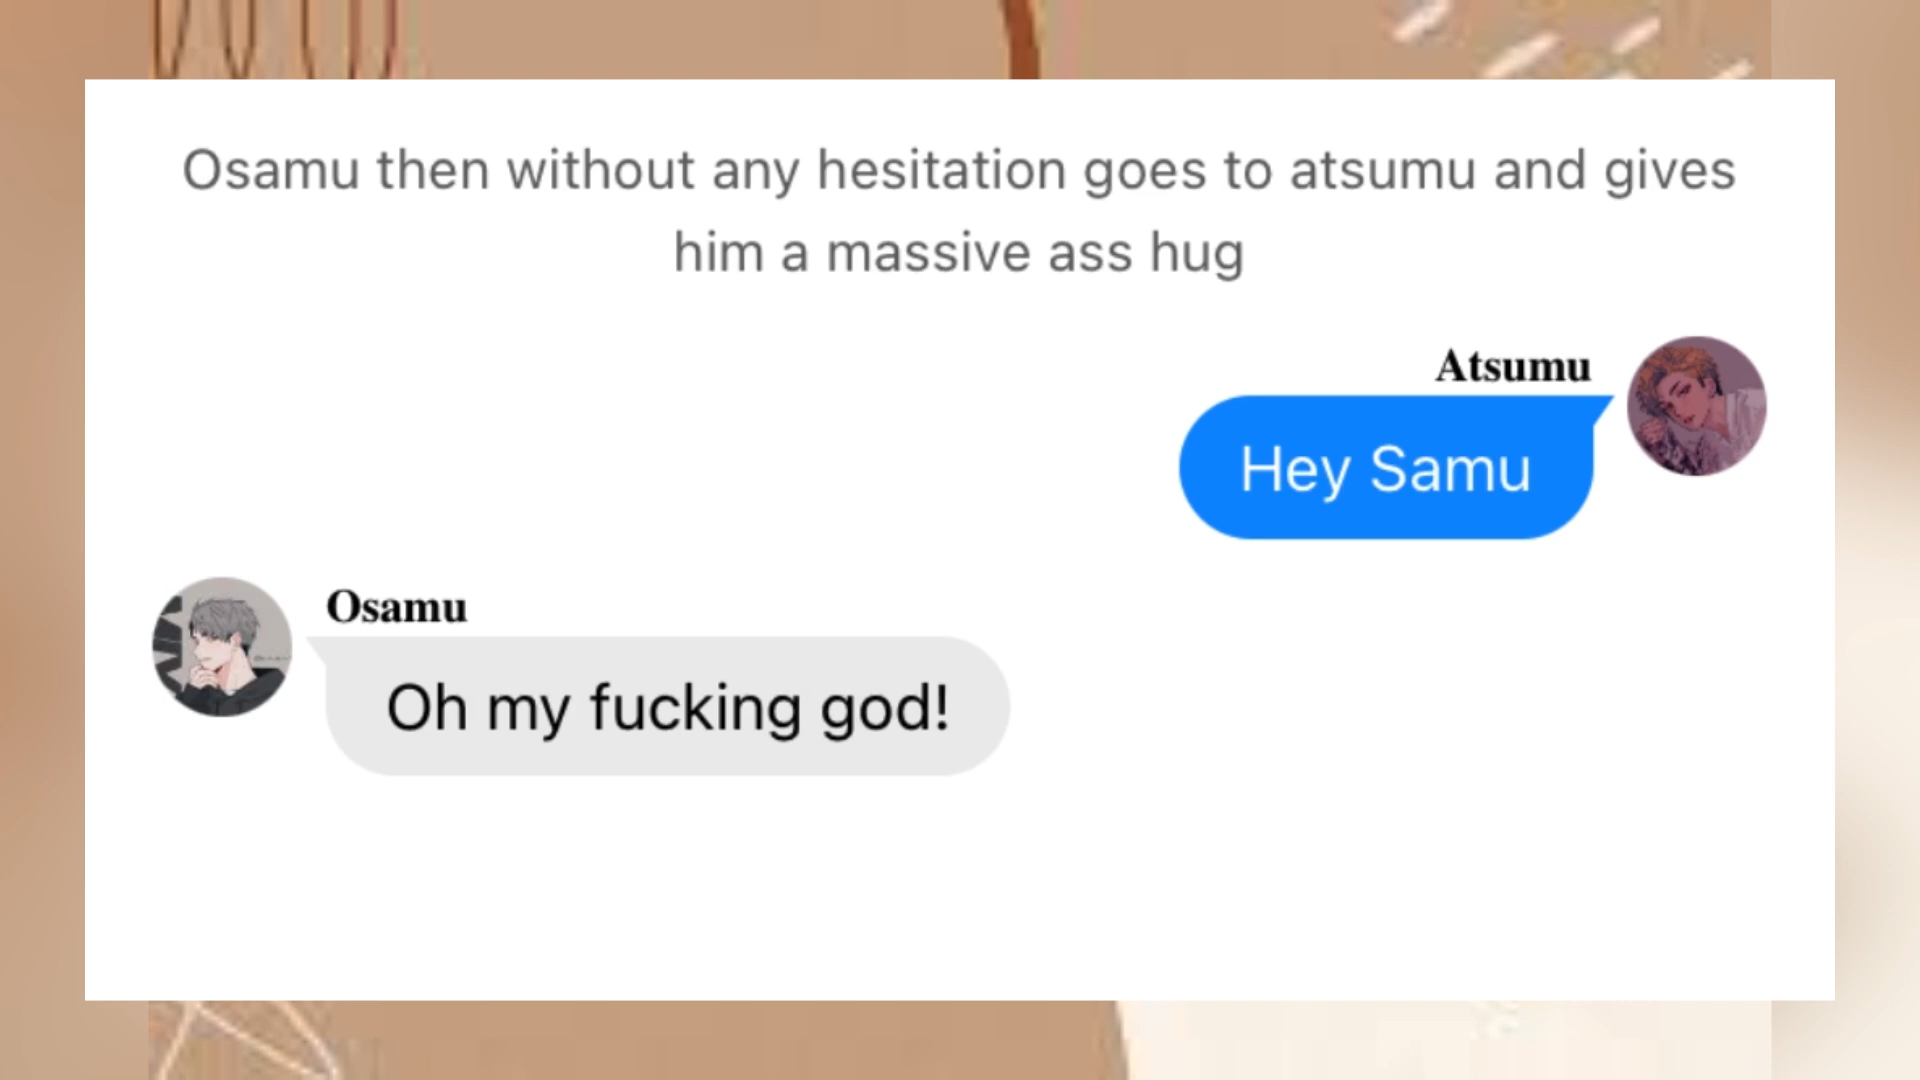 Osamu then without any hesitation goes to atsumu and gives
him a massive ass hug
Atsumu
Hey Samu
Osamu
Oh my fucking god!